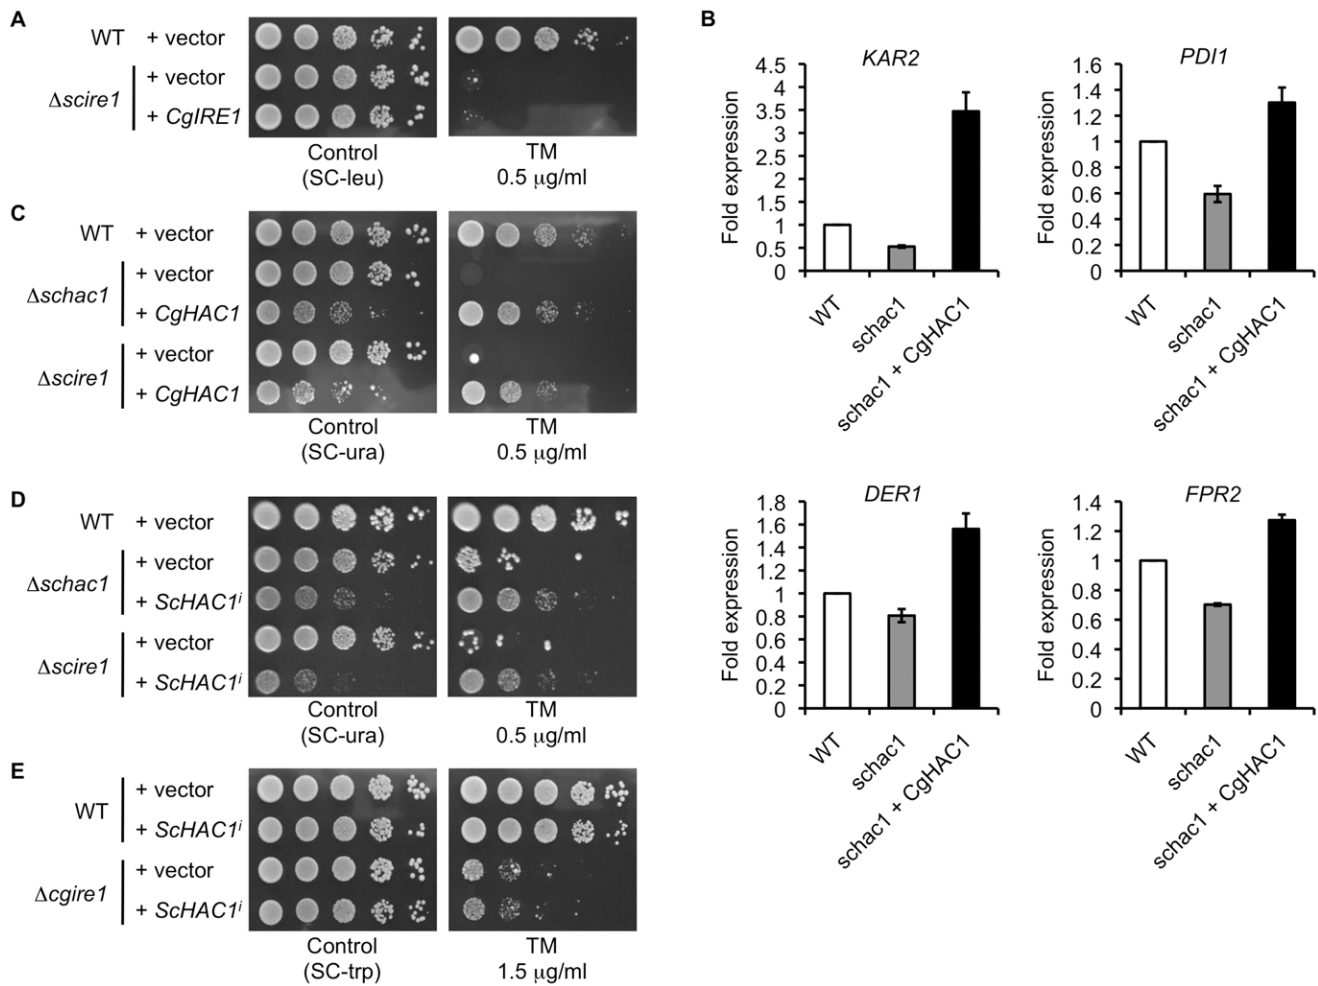 A
WT + vector
Δscire1
+ vector
+ CgIRE1
Control
(SC-leu)
TM
0.5 μg/ml
C
WT + vector
Δschac1
+ vector
+ CgHAC1
Δscire1
+ vector
+ CgHAC1
Control
(SC-ura)
TM
0.5 μg/ml
D
WT + vector
Δschac1
+ vector
+ ScHAC1i
Δscire1
+ vector
+ ScHAC1i
Control
(SC-ura)
TM
0.5 μg/ml
E
WT
+ vector
+ ScHAC1i
Δcgire1
+ vector
+ ScHAC1i
Control
(SC-trp)
TM
1.5 μg/ml
B
KAR2
Fold expression
4.5
4
3.5
3
2.5
2
1.5
1
0.5
0
WT
schac1
schac1 + CgHAC1
PDI1
Fold expression
1.6
1.4
1.2
1
0.8
0.6
0.4
0.2
0
WT
schac1
schac1 + CgHAC1
DER1
Fold expression
1.8
1.6
1.4
1.2
1
0.8
0.6
0.4
0.2
0
WT
schac1
schac1 + CgHAC1
FPR2
Fold expression
1.4
1.2
1
0.8
0.6
0.4
0.2
0
WT
schac1
schac1 + CgHAC1